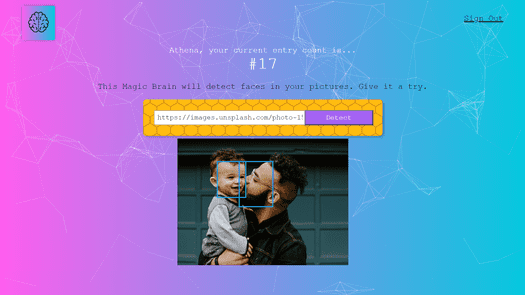 Sign Out
Athena, your current entry count is...
#17
This Magic Brain will detect faces in your pictures. Give it a try.
https://images.unsplash.com/photo-15
Detect